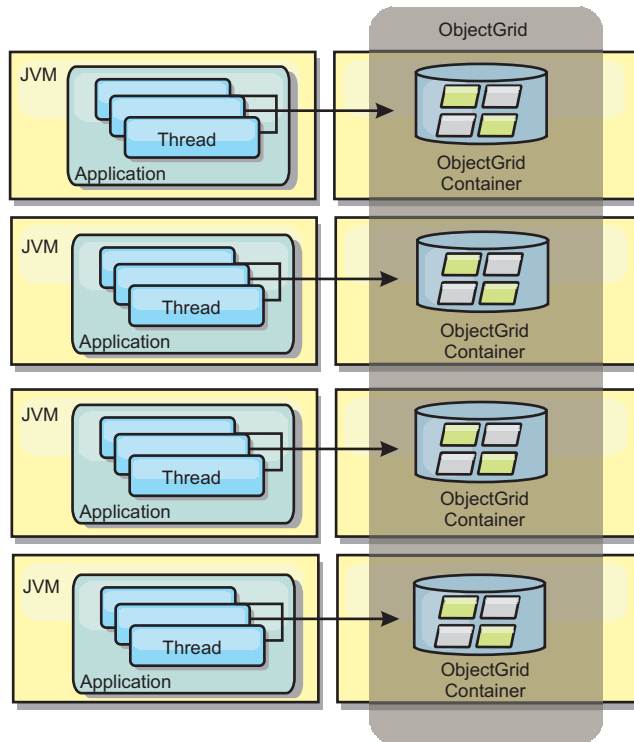 ObjectGrid
JVM
Thread
Application
ObjectGrid
Container
JVM
Thread
Application
ObjectGrid
Container
JVM
Thread
Application
ObjectGrid
Container
JVM
Thread
Application
ObjectGrid
Container